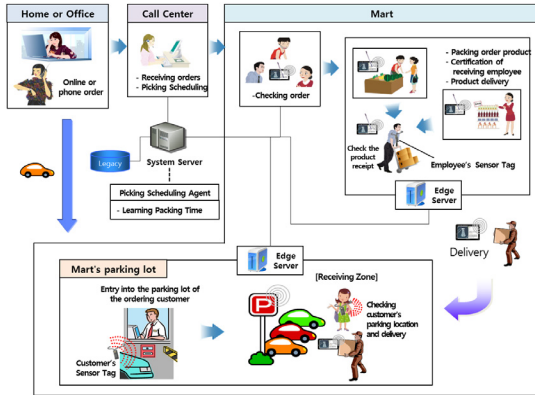 Home or Office
Online or
phone order
Call Center
- Receiving orders
- Picking Scheduling
Mart
-Checking order
- Packing order product
- Certification of
receiving employee
- Product delivery
Check the
product
receipt
Employee's Sensor Tag
Edge
Server
Legacy
System Server
Picking Scheduling Agent
- Learning Packing Time
Edge
Server
Delivery
Mart's parking lot
Entry into the parking lot of
the ordering customer
Customer's
Sensor Tag
P
[Receiving Zone]
Checking
customer's
parking location
and delivery